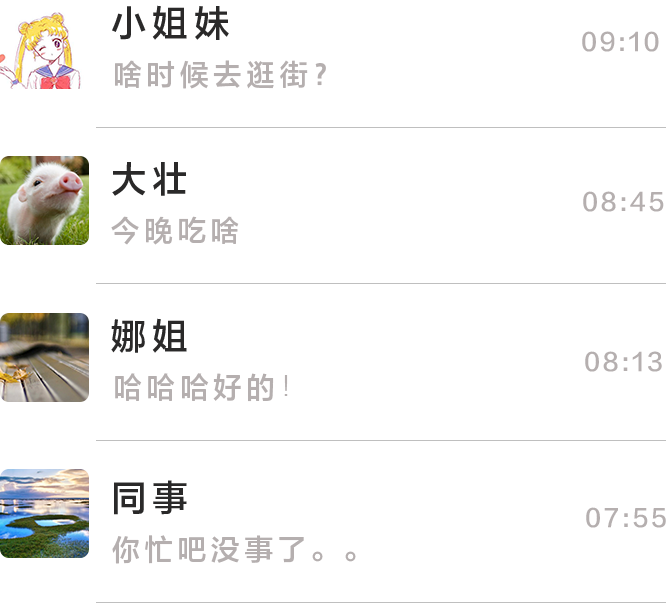 小姐妹
09:10
啥时候去逛街?
大壮
08:45
今晚吃啥
娜姐
08:13
哈哈哈好的!
同事
07:55
你忙吧没事了。。